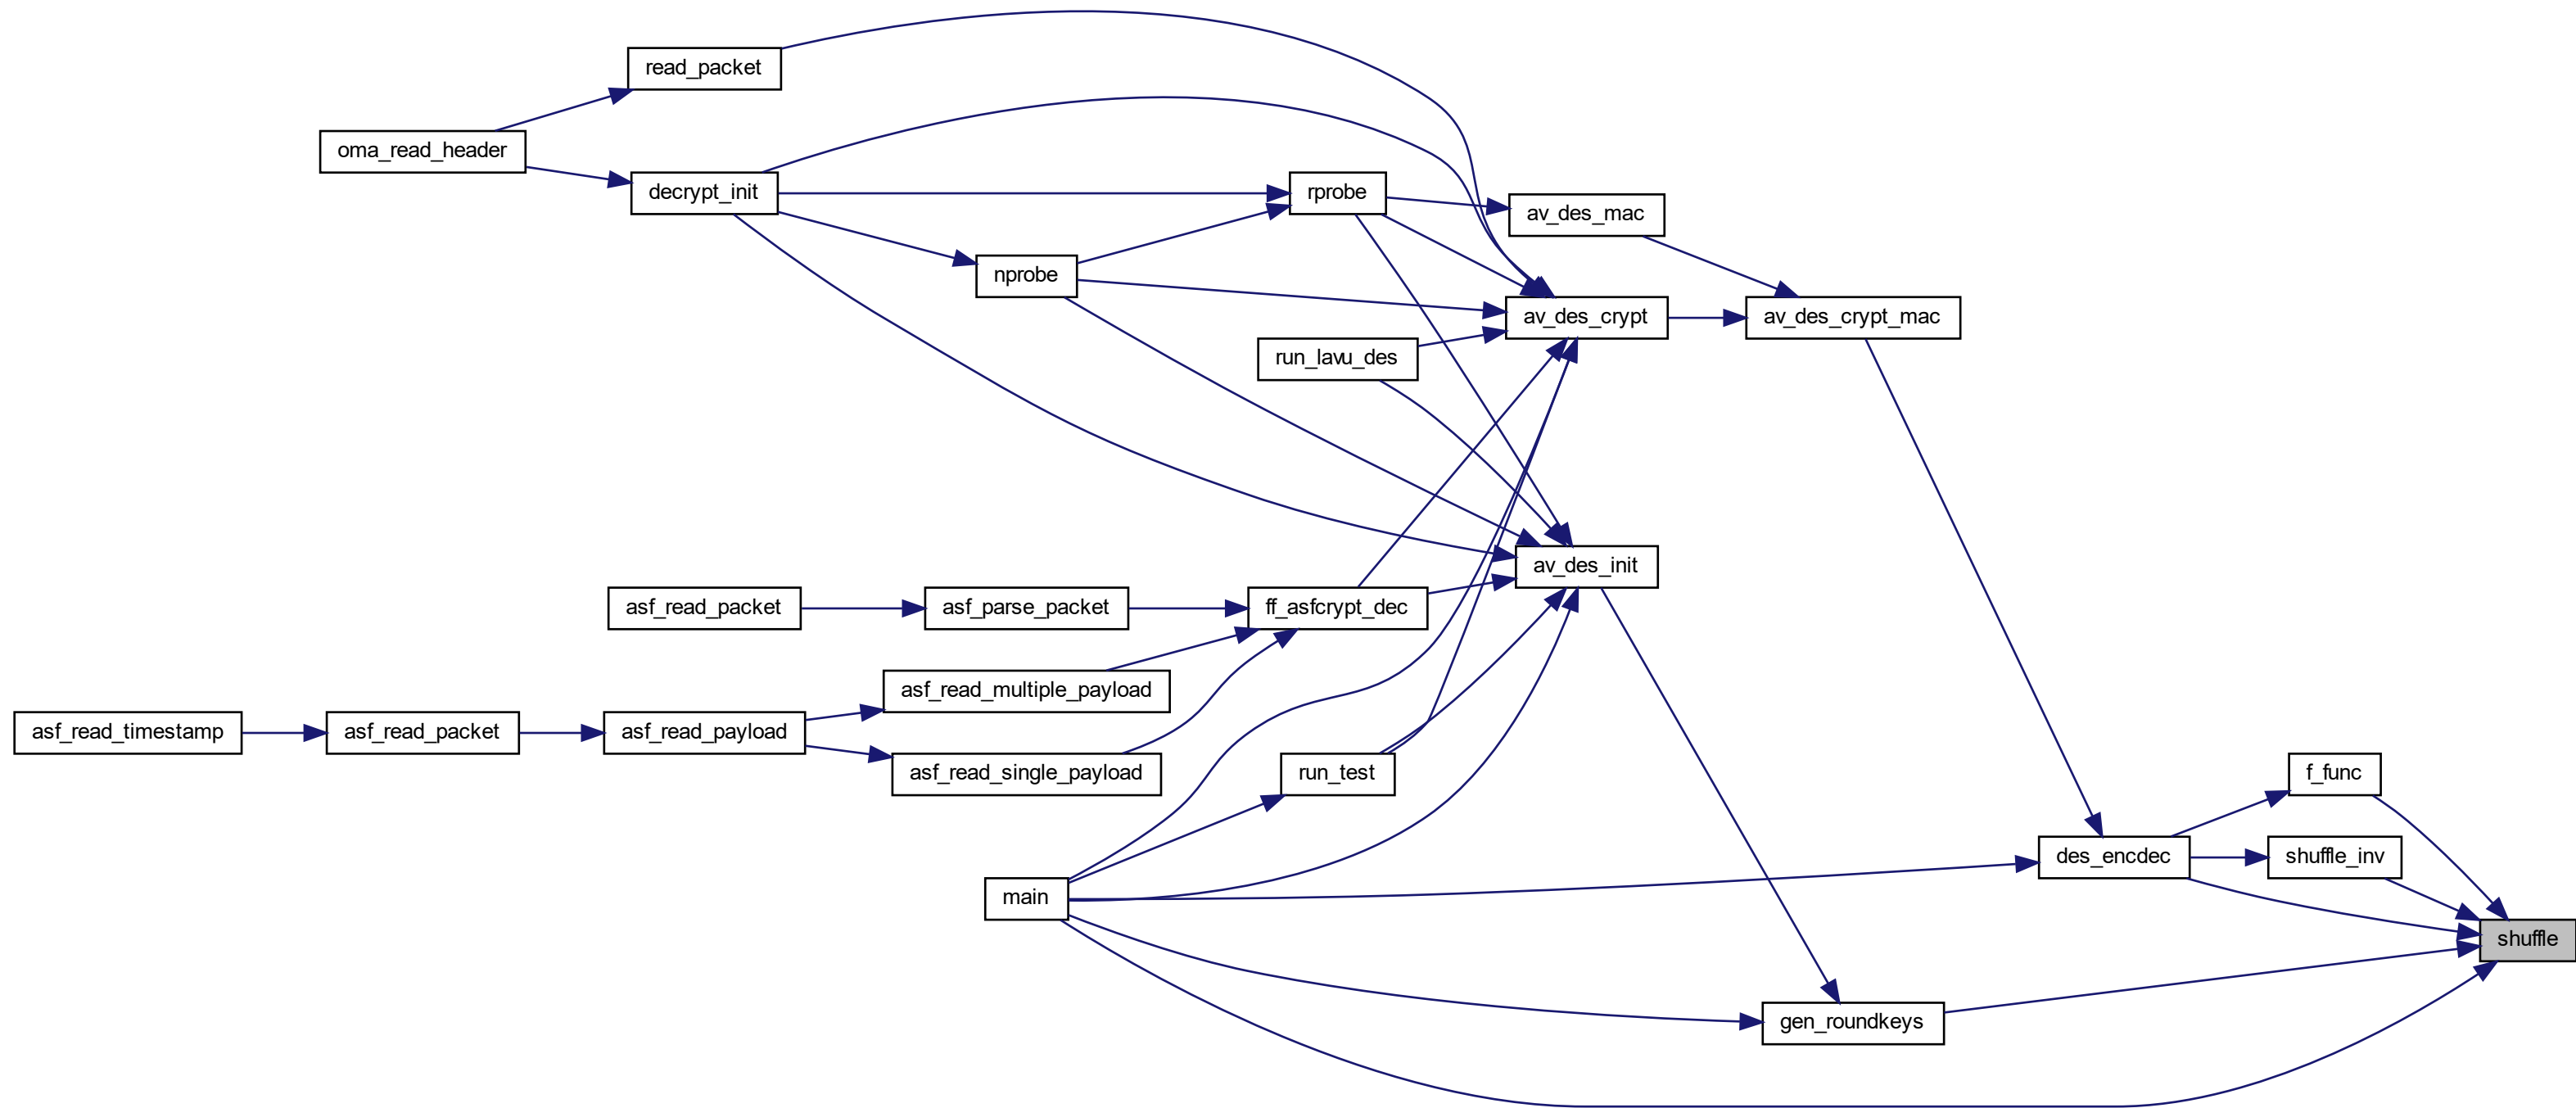 read_packet
oma_read_header
decrypt_init
rprobe
av_des_mac
nprobe
av_des_crypt
av_des_crypt_mac
run_lavu_des
av_des_init
asf_read_packet
asf_parse_packet
ff_asfcrypt_dec
asf_read_multiple_payload
asf_read_timestamp
asf_read_packet
asf_read_payload
asf_read_single_payload
run_test
f_func
des_encdec
shuffle_inv
main
shuffle
gen_roundkeys